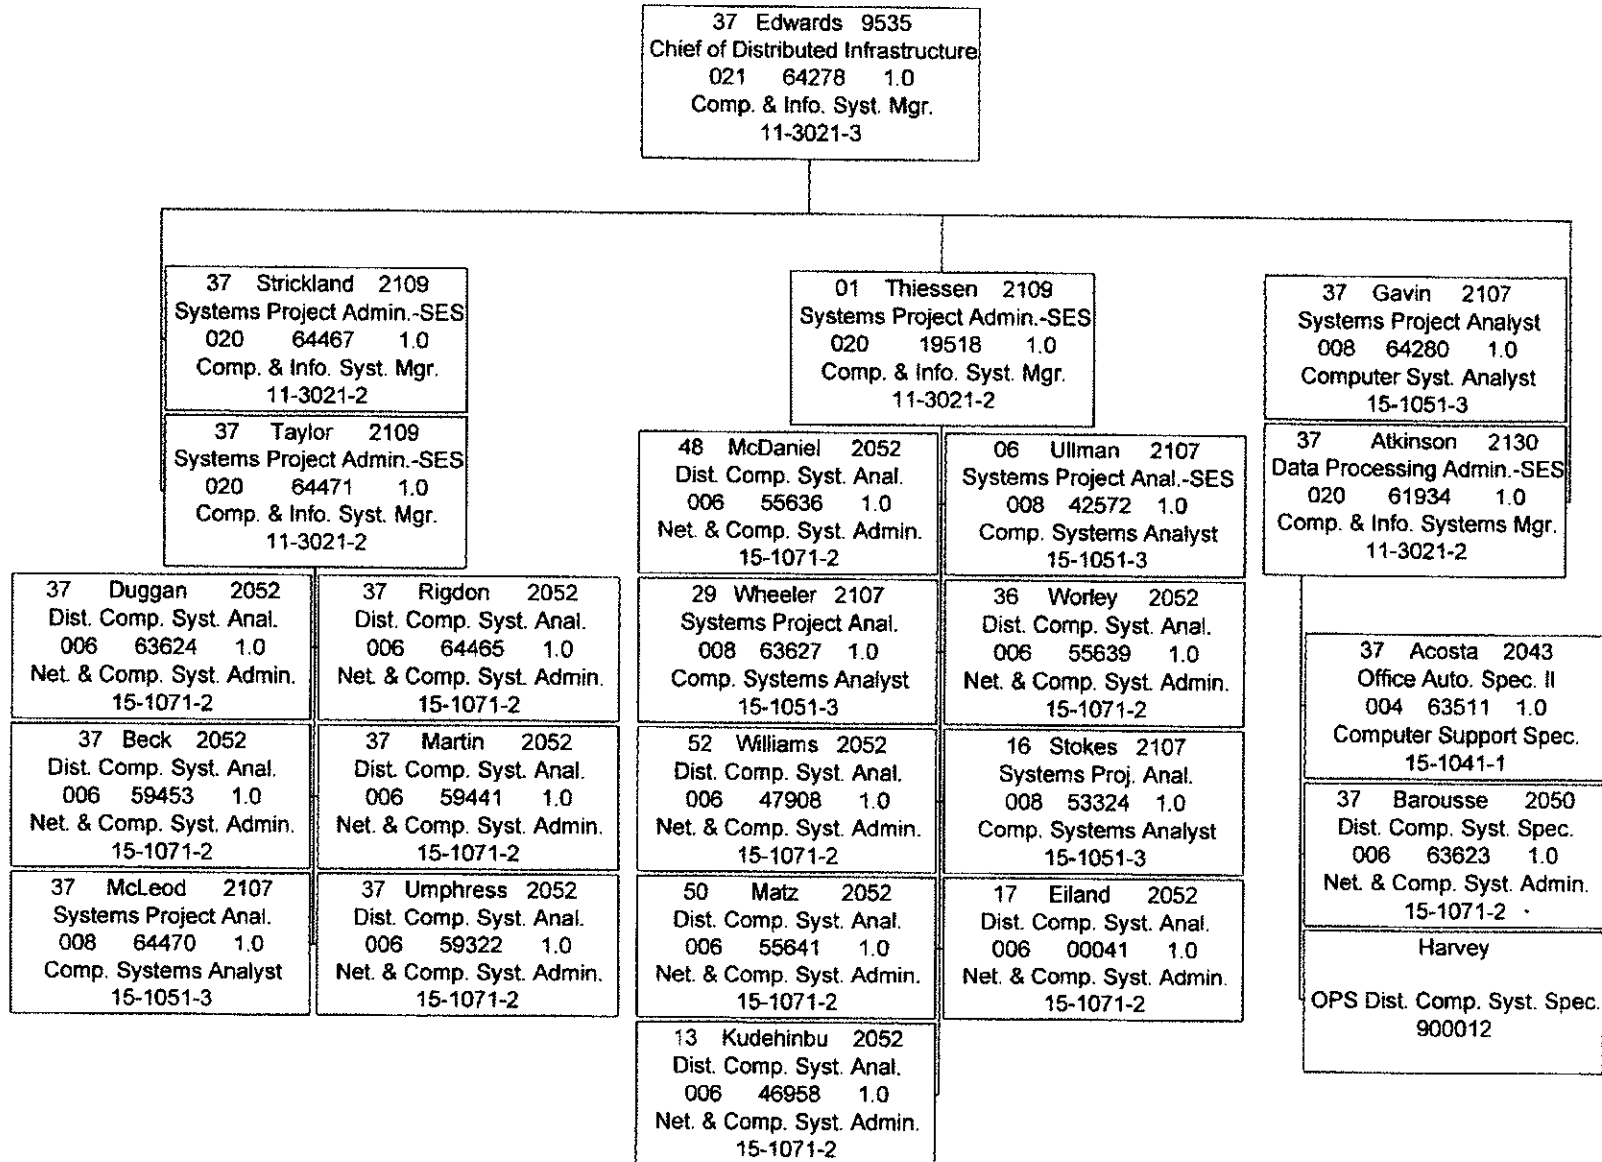 37 Edwards 9535
Chief of Distributed Infrastructure
021 64278 1.0
Comp. & Info. Syst. Mgr.
11-3021-3
37 Strickland 2109
Systems Project Admin.-SES
020 64467 1.0
Comp. & Info. Syst. Mgr.
11-3021-2
37 Taylor 2109
Systems Project Admin.-SES
020 64471 1.0
Comp. & Info. Syst. Mgr.
11-3021-2
37 Duggan 2052
Dist. Comp. Syst. Anal.
006 63624 1.0
Net. & Comp. Syst. Admin.
15-1071-2
37 Rigdon 2052
Dist. Comp. Syst. Anal.
006 64465 1.0
Net. & Comp. Syst. Admin.
15-1071-2
37 Beck 2052
Dist. Comp. Syst. Anal.
006 59453 1.0
Net. & Comp. Syst. Admin.
15-1071-2
37 Martin 2052
Dist. Comp. Syst. Anal.
006 59441 1.0
Net. & Comp. Syst. Admin.
15-1071-2
37 McLeod 2107
Systems Project Anal.
008 64470 1.0
Comp. Systems Analyst
15-1051-3
37 Umphress 2052
Dist. Comp. Syst. Anal.
006 59322 1.0
Net. & Comp. Syst. Admin.
15-1071-2
01 Thiessen 2109
Systems Project Admin.-SES
020 19518 1.0
Comp. & Info. Syst. Mgr.
11-3021-2
48 McDaniel 2052
Dist. Comp. Syst. Anal.
006 55636 1.0
Net. & Comp. Syst. Admin.
15-1071-2
06 Ullman 2107
Systems Project Anal.-SES
008 42572 1.0
Comp. Systems Analyst
15-1051-3
29 Wheeler 2107
Systems Project Anal.
008 63627 1.0
Comp. Systems Analyst
15-1051-3
36 Worley 2052
Dist. Comp. Syst. Anal.
006 55639 1.0
Net. & Comp. Syst. Admin.
15-1071-2
52 Williams 2052
Dist. Comp. Syst. Anal.
006 47908 1.0
Net. & Comp. Syst. Admin.
15-1071-2
16 Stokes 2107
Systems Proj. Anal.
008 53324 1.0
Comp. Systems Analyst
15-1051-3
50 Matz 2052
Dist. Comp. Syst. Anal.
006 55641 1.0
Net. & Comp. Syst. Admin.
15-1071-2
17 Eiland 2052
Dist. Comp. Syst. Anal.
006 00041 1.0
Net. & Comp. Syst. Admin.
15-1071-2
13 Kudehinbu 2052
Dist. Comp. Syst. Anal.
006 46958 1.0
Net. & Comp. Syst. Admin.
15-1071-2
37 Gavin 2107
Systems Project Analyst
008 64280 1.0
Computer Syst. Analyst
15-1051-3
37 Atkinson 2130
Data Processing Admin.-SES
020 61934 1.0
Comp. & Info. Systems Mgr.
11-3021-2
37 Acosta 2043
Office Auto. Spec. II
004 63511 1.0
Computer Support Spec.
15-1041-1
37 Barousse 2050
Dist. Comp. Syst. Spec.
006 63623 1.0
Net. & Comp. Syst. Admin.
15-1071-2
Harvey
OPS Dist. Comp. Syst. Spec.
900012